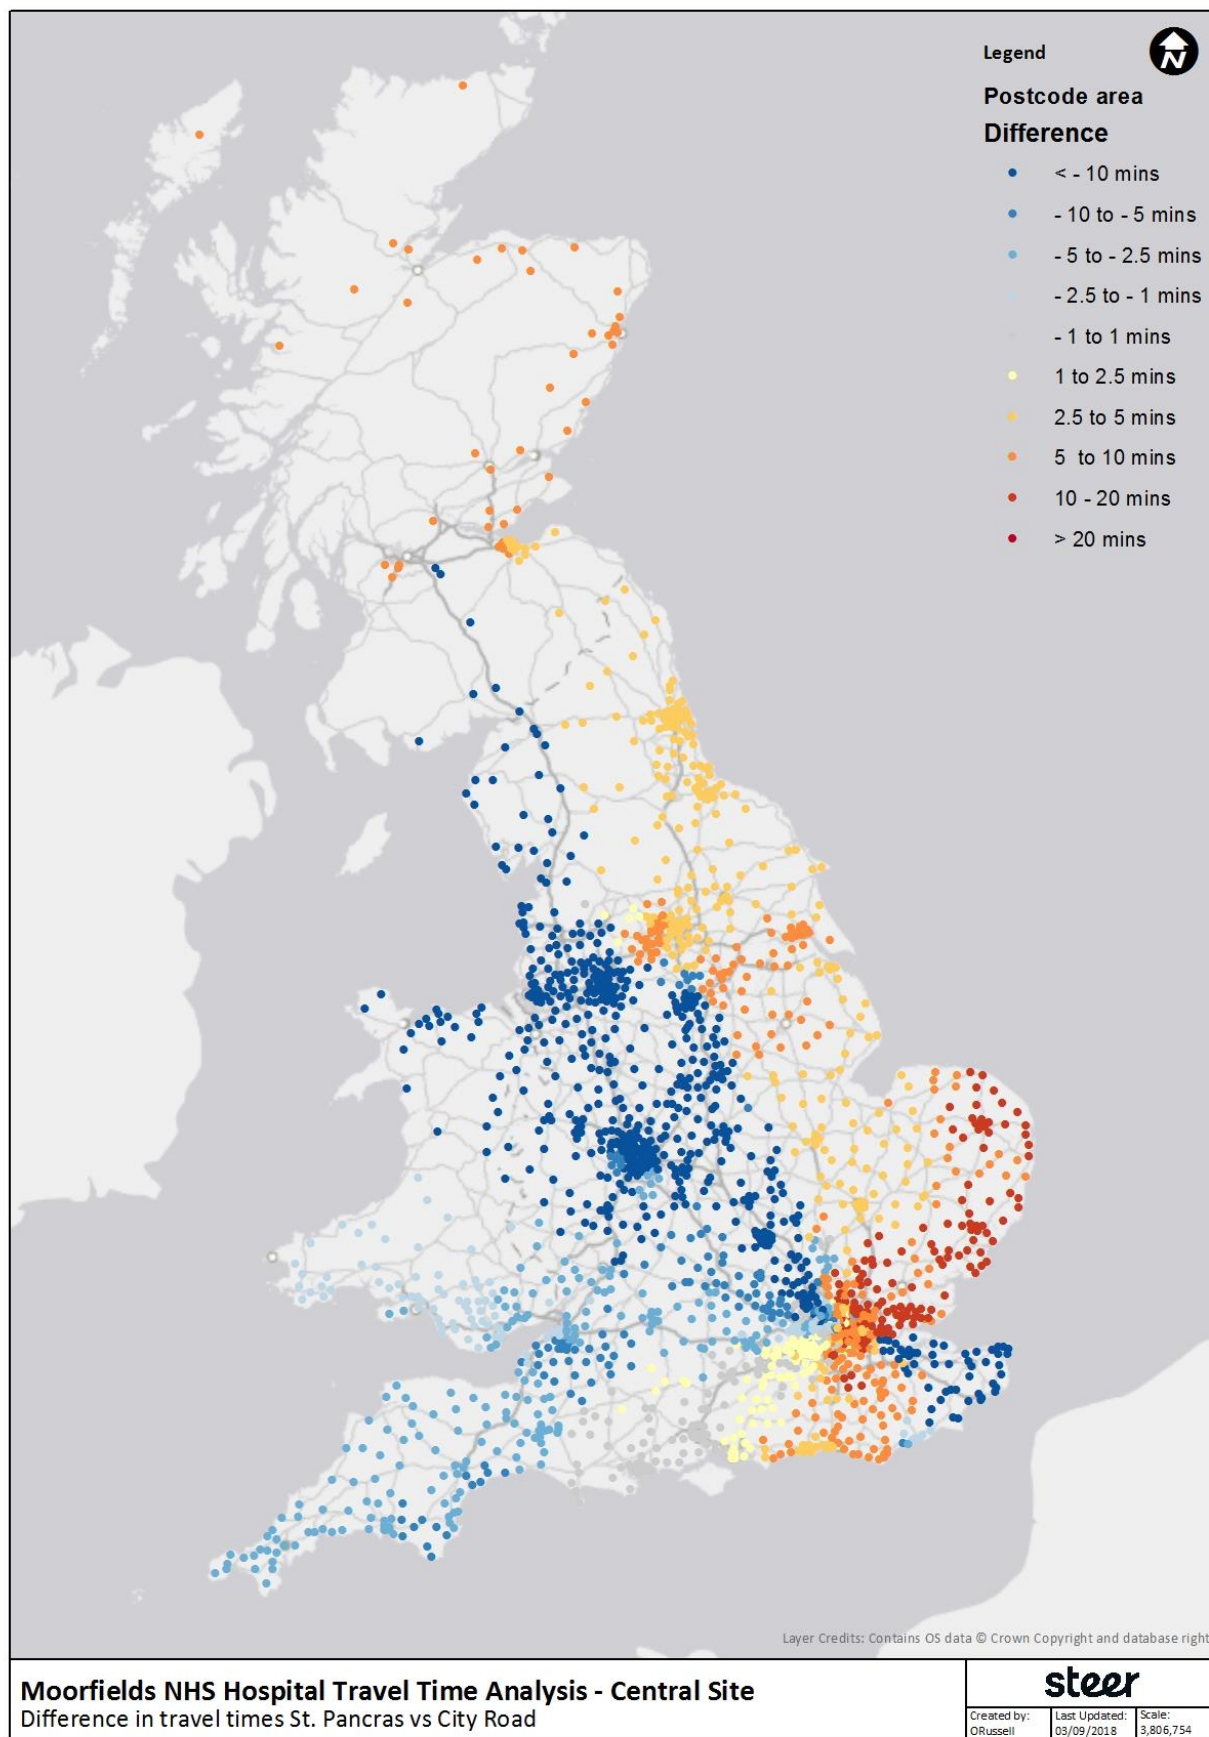 Legend
N
Postcode area
Difference
< - 10 mins
- 10 to - 5 mins
- 5 to - 2.5 mins
- 2.5 to - 1 mins
- 1 to 1 mins
1 to 2.5 mins
2.5 to 5 mins
5 to 10 mins
10 - 20 mins
> 20 mins
Layer Credits: Contains OS data © Crown Copyright and database right
Moorfields NHS Hospital Travel Time Analysis - Central Site
Difference in travel times St. Pancras vs City Road
steer
Created by: Last Updated: Scale:
ORussell 03/09/2018 3,806,754